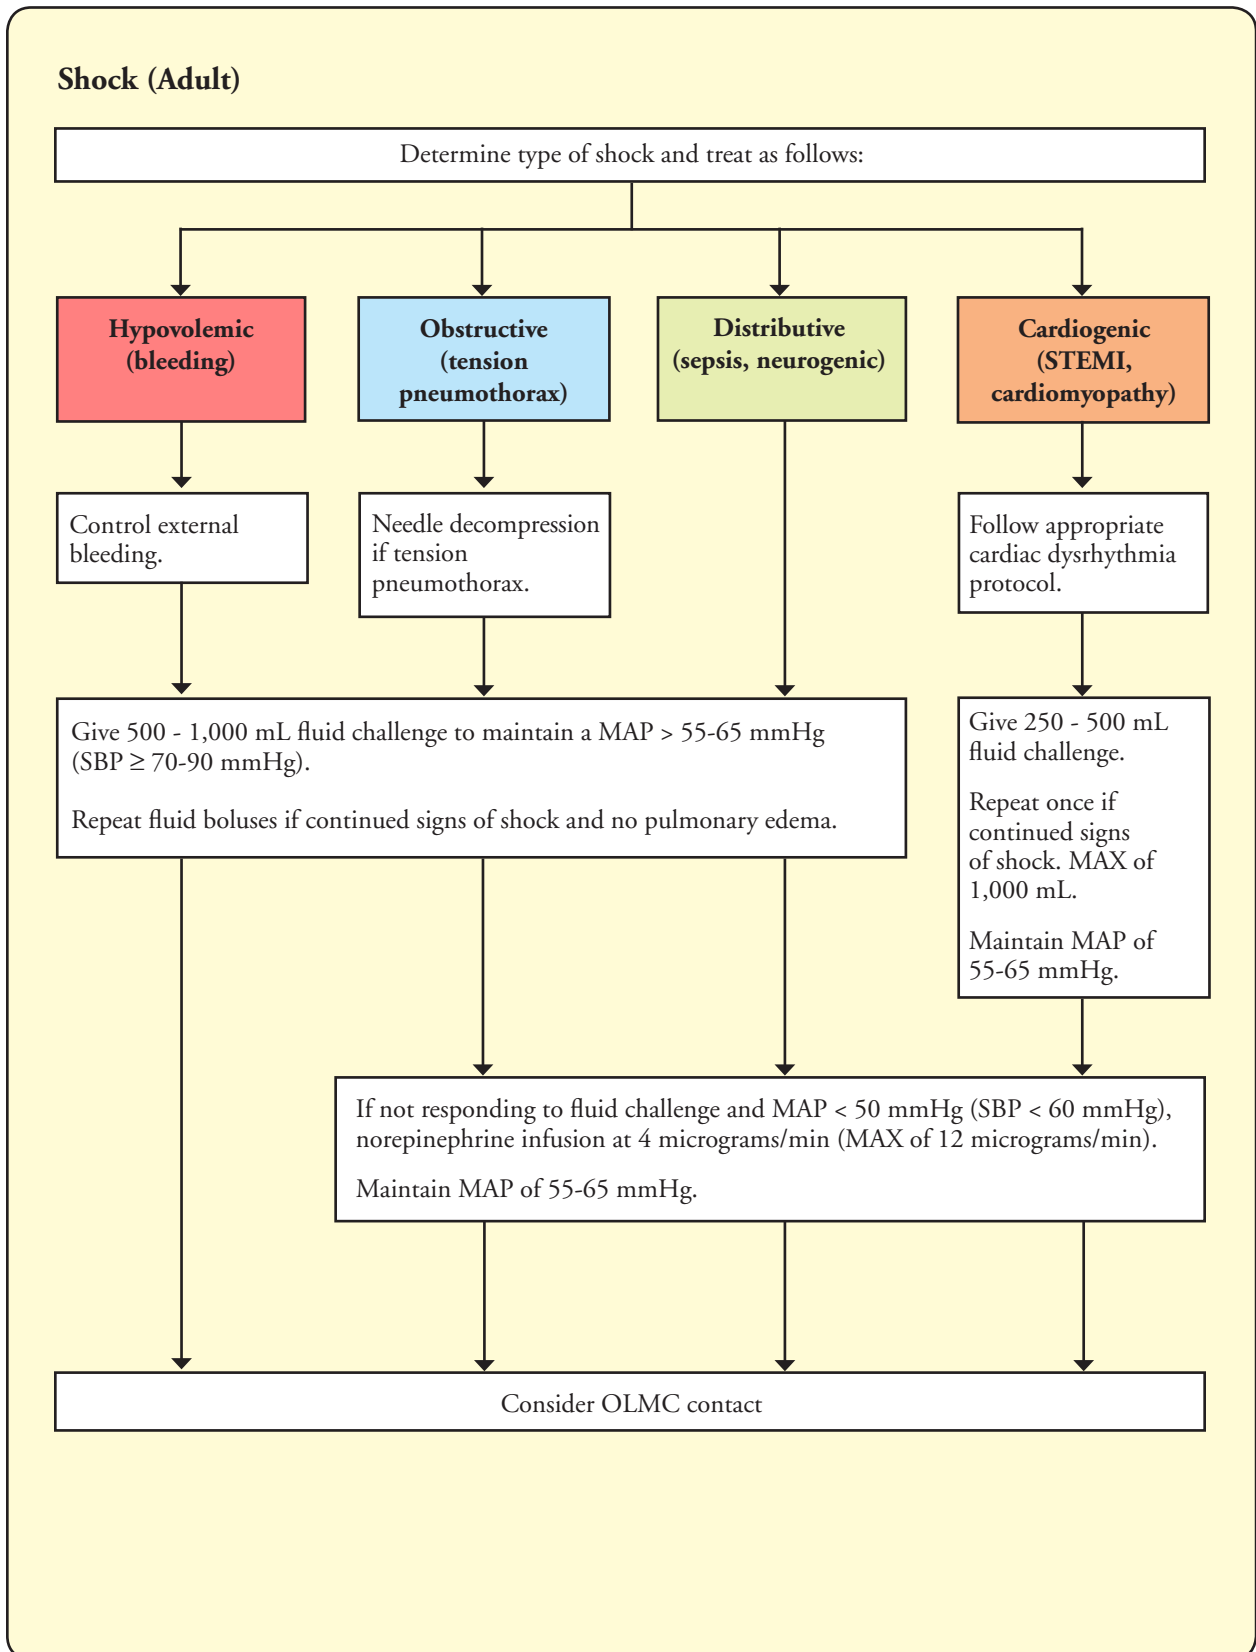 Shock (Adult)
Determine type of shock and treat as follows:
Hypovolemic
(bleeding)
Obstructive
(tension
pneumothorax)
Distributive
(sepsis, neurogenic)
Cardiogenic
(STEMI,
cardiomyopathy)
Control external
bleeding.
Needle decompression
if tension
pneumothorax.
Follow appropriate
cardiac dysrhythmia
protocol.
Give 500 - 1,000 mL fluid challenge to maintain a MAP > 55-65 mmHg
(SBP ≥ 70-90 mmHg).
Repeat fluid boluses if continued signs of shock and no pulmonary edema.
Give 250 - 500 mL
fluid challenge.
Repeat once if
continued signs
of shock. MAX of
1,000 mL.
Maintain MAP of
55-65 mmHg.
If not responding to fluid challenge and MAP < 50 mmHg (SBP < 60 mmHg),
norepinephrine infusion at 4 micrograms/min (MAX of 12 micrograms/min).
Maintain MAP of 55-65 mmHg.
Consider OLMC contact